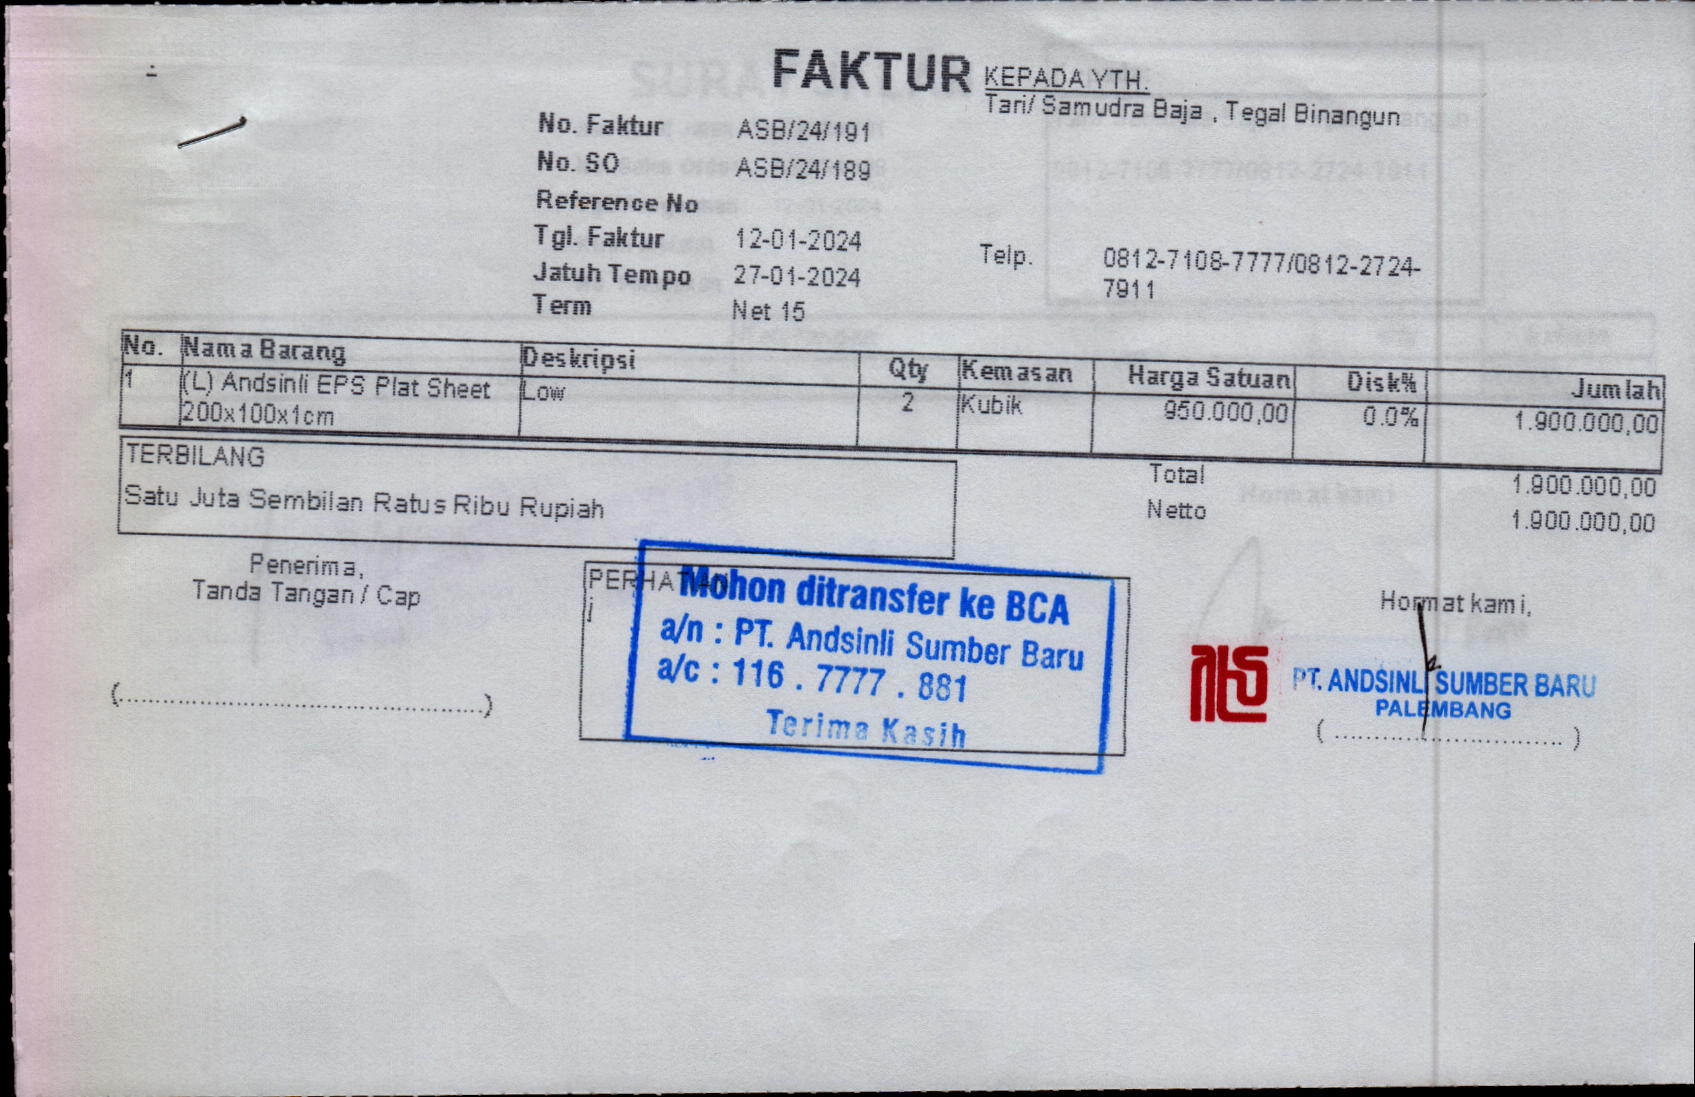 FAKTUR
KEPADA YTH.
Tari/ Samudra Baja , Tegal Binangun
No. Faktur ASB/24/191
No. SO ASB/24/189
Reference No
Tgl. Faktur 12-01-2024
Jatuh Tempo 27-01-2024
Term Net 15
Telp. 0812-7108-7777/0812-2724-
7911
No. Nama Barang Deskripsi Qty Kemasan Harga Satuan Disk% Jumlah
1 (L) Andsinli EPS Plat Sheet Low 2 Kubik 950.000,00 0.0% 1.900.000,00
200x100x1cm
TERBILANG
Satu Juta Sembilan Ratus Ribu Rupiah
Total 1.900.000,00
Netto 1.900.000,00
Penerima,
Tanda Tangan / Cap
(................................................)
PERHATIAN
j
Mohon ditransfer ke BCA
a/n : PT. Andsinli Sumber Baru
a/c : 116 . 7777 . 881
Terima Kasih
Hormat kami,
PT. ANDSINLI SUMBER BARU
PALEMBANG
( .............................. )